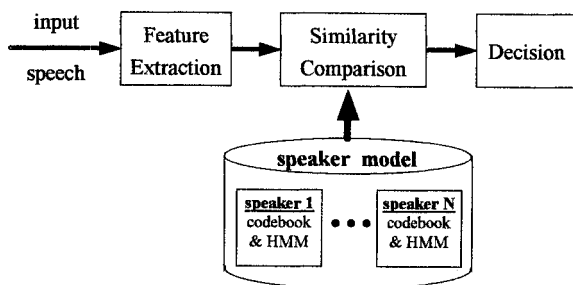 input
speech
Feature
Extraction
Similarity
Comparison
Decision
speaker model
speaker 1
codebook
& HMM
speaker N
codebook
& HMM